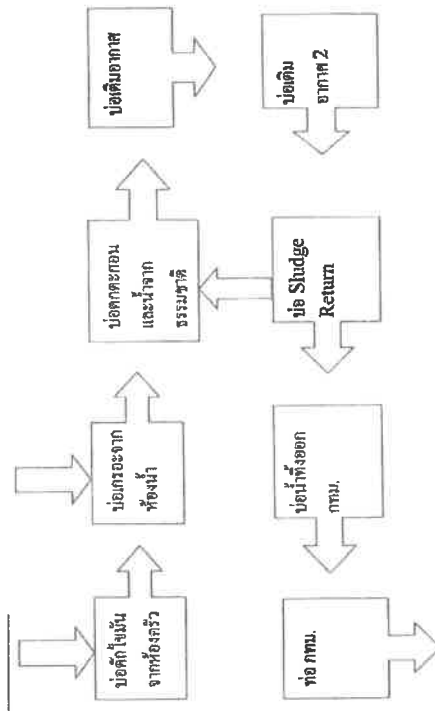 บ่อดักไขมัน
จากห้องครัว
บ่อเกรอะจาก
ห้องน้ำ
บ่อตกตะกอน
และน้ำจาก
ธรรมชาติ
บ่อเติมอากาศ
บ่อเติม
อากาศ 2
บ่อ Sludge
Return
บ่อน้ำทิ้งออก
กทม.
ท่อ กทม.